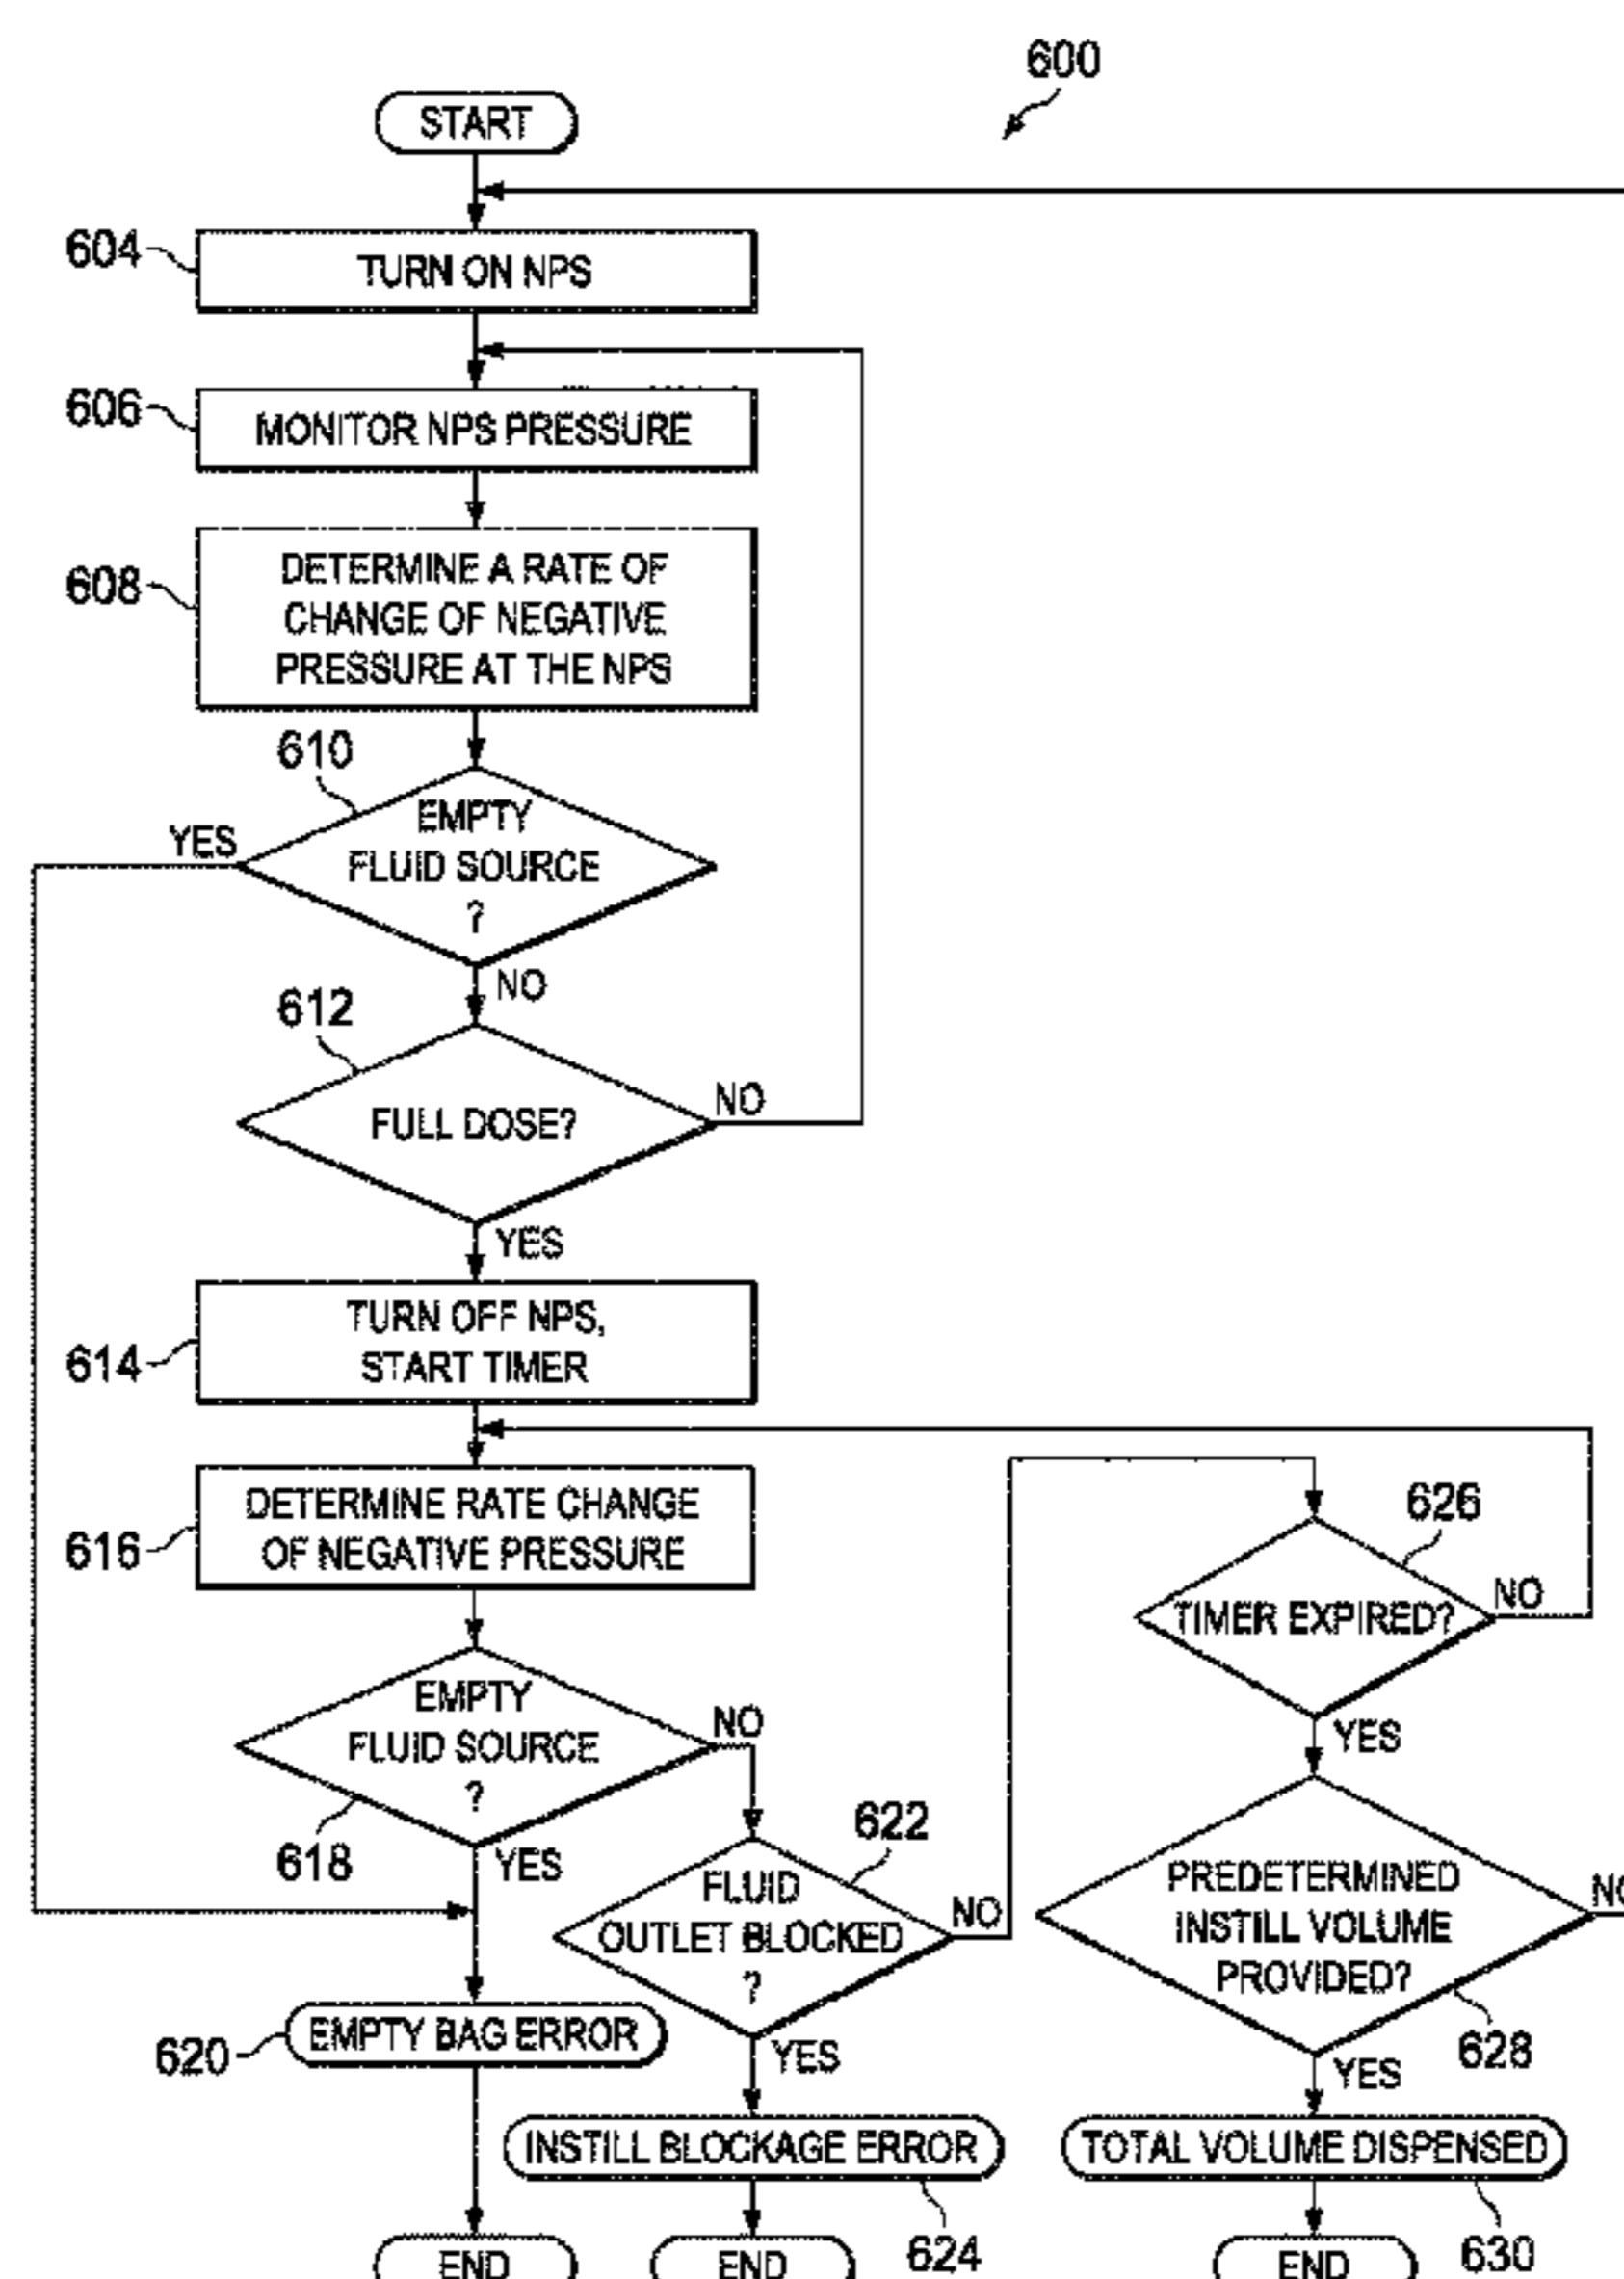 600
START
604
TURN ON NPS
606
MONITOR NPS PRESSURE
608
DETERMINE A RATE OF
CHANGE OF NEGATIVE
PRESSURE AT THE NPS
610
EMPTY
FLUID SOURCE
?
YES
NO
612
FULL DOSE?
NO
YES
614
TURN OFF NPS,
START TIMER
616
DETERMINE RATE CHANGE
OF NEGATIVE PRESSURE
626
TIMER EXPIRED?
NO
YES
EMPTY
FLUID SOURCE
?
NO
618
YES
622
FLUID
OUTLET BLOCKED
?
NO
YES
PREDETERMINED
INSTILL VOLUME
PROVIDED?
NO
628
YES
620
EMPTY BAG ERROR
INSTILL BLOCKAGE ERROR
TOTAL VOLUME DISPENSED
624
630
END
END
END